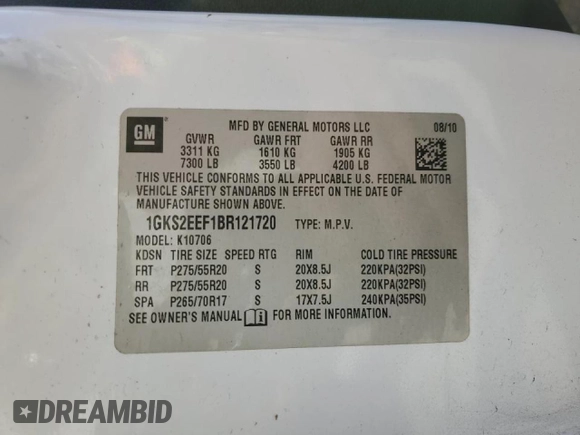 GM
MFD BY GENERAL MOTORS LLC 08/10
GVWR GAWR FRT GAWR RR
3311 KG 1610 KG 1905 KG
7300 LB 3550 LB 4200 LB
THIS VEHICLE CONFORMS TO ALL APPLICABLE U.S. FEDERAL MOTOR
VEHICLE SAFETY STANDARDS IN EFFECT ON THE DATE OF
MANUFACTURE SHOWN ABOVE.
1GKS2EEF1BR121720 TYPE: M.P.V.
MODEL: K10706
KDSN TIRE SIZE SPEED RTG RIM COLD TIRE PRESSURE
FRT P275/55R20 S 20X8.5J 220KPA(32PSI)
RR P275/55R20 S 20X8.5J 220KPA(32PSI)
SPA P265/70R17 S 17X7.5J 240KPA(35PSI)
SEE OWNER'S MANUAL FOR MORE INFORMATION.
DREAMBID